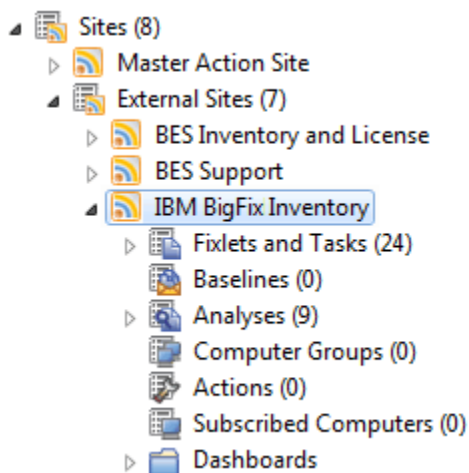 Sites (8)
Master Action Site
External Sites (7)
BES Inventory and License
BES Support
IBM BigFix Inventory
Fixlets and Tasks (24)
Baselines (0)
Analyses (9)
Computer Groups (0)
Actions (0)
Subscribed Computers (0)
Dashboards